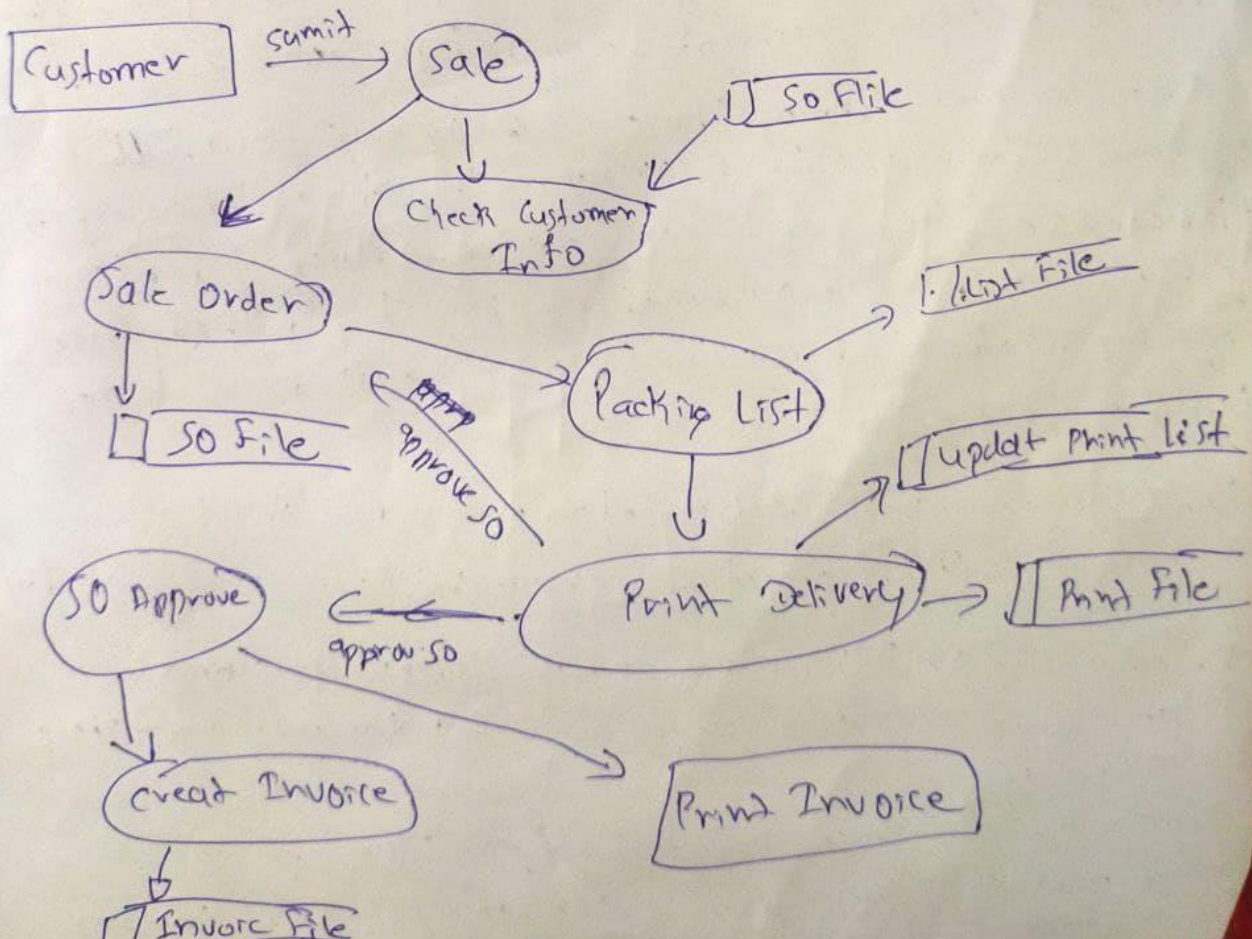 Customer
sumit
Sale
SO File
Check Customer
Info
Sale Order
List File
Packing List
SO File
approve SO
updat Print List
SO Approve
Print Delivery
Print File
approv SO
Creat Invoice
Print Invoice
Invoic File